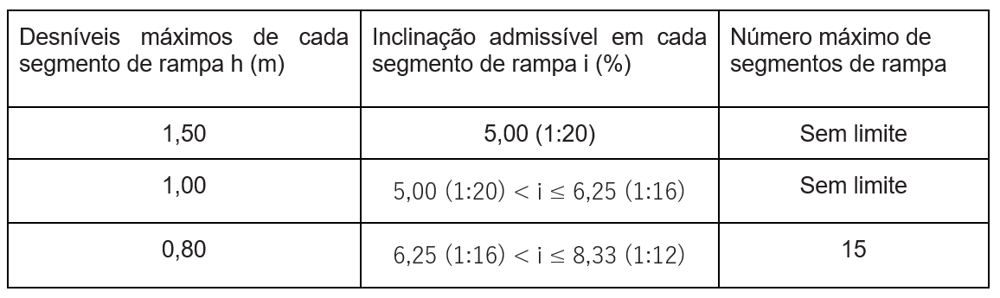 Desníveis máximos de cada
segmento de rampa h (m)
Inclinação admissível em cada
segmento de rampa i (%)
Número máximo de
segmentos de rampa
1,50
5,00 (1:20)
Sem limite
1,00
5,00 (1:20) < i ≤ 6,25 (1:16)
Sem limite
0,80
6,25 (1:16) < i ≤ 8,33 (1:12)
15